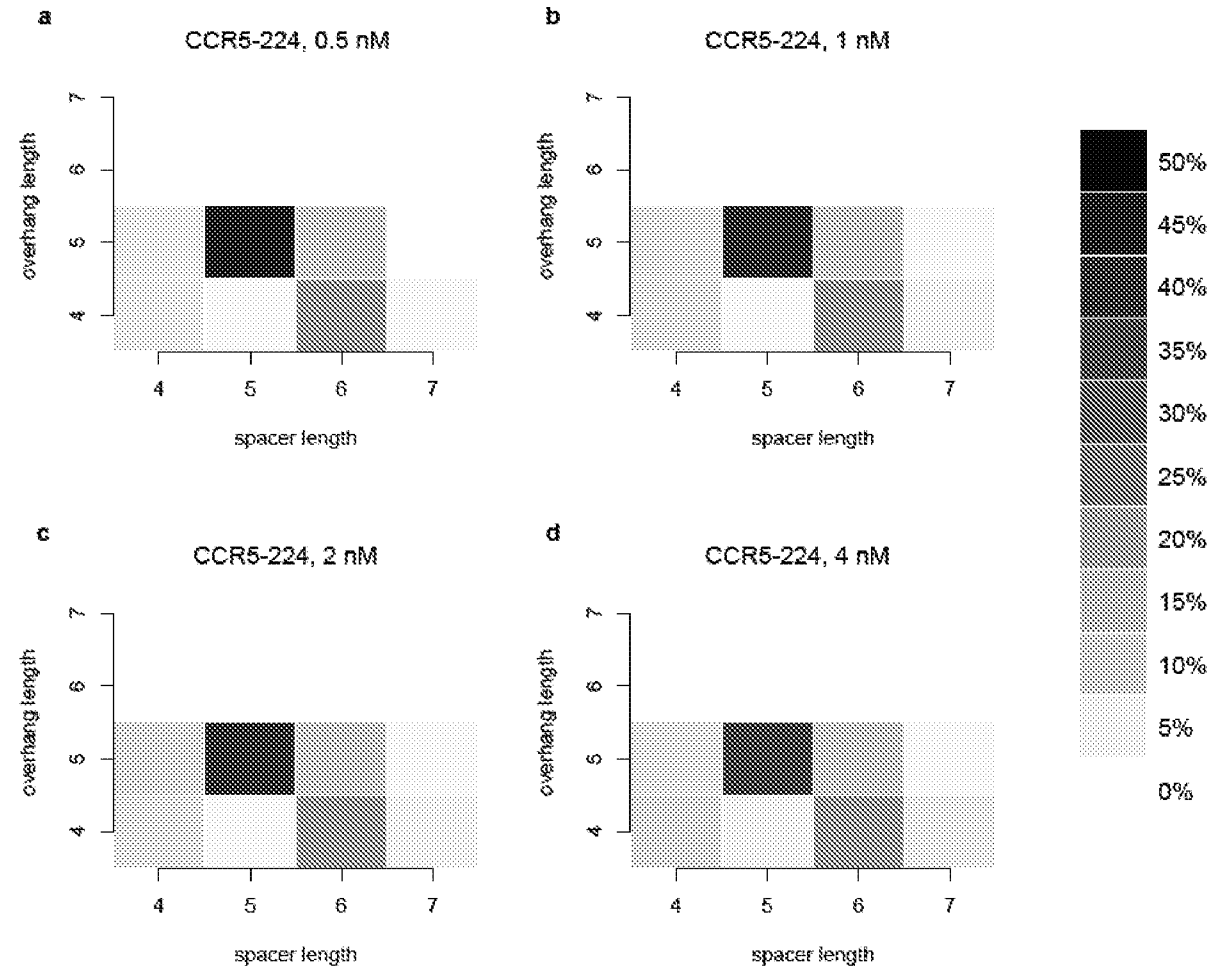 a
CCR5-224, 0.5 nM
overhang length
7
6
5
4
4 5 6 7
spacer length
b
CCR5-224, 1 nM
overhang length
7
6
5
4
4 5 6 7
spacer length
c
CCR5-224, 2 nM
overhang length
7
6
5
4
4 5 6 7
spacer length
d
CCR5-224, 4 nM
overhang length
7
6
5
4
4 5 6 7
spacer length
50%
45%
40%
35%
30%
25%
20%
15%
10%
5%
0%